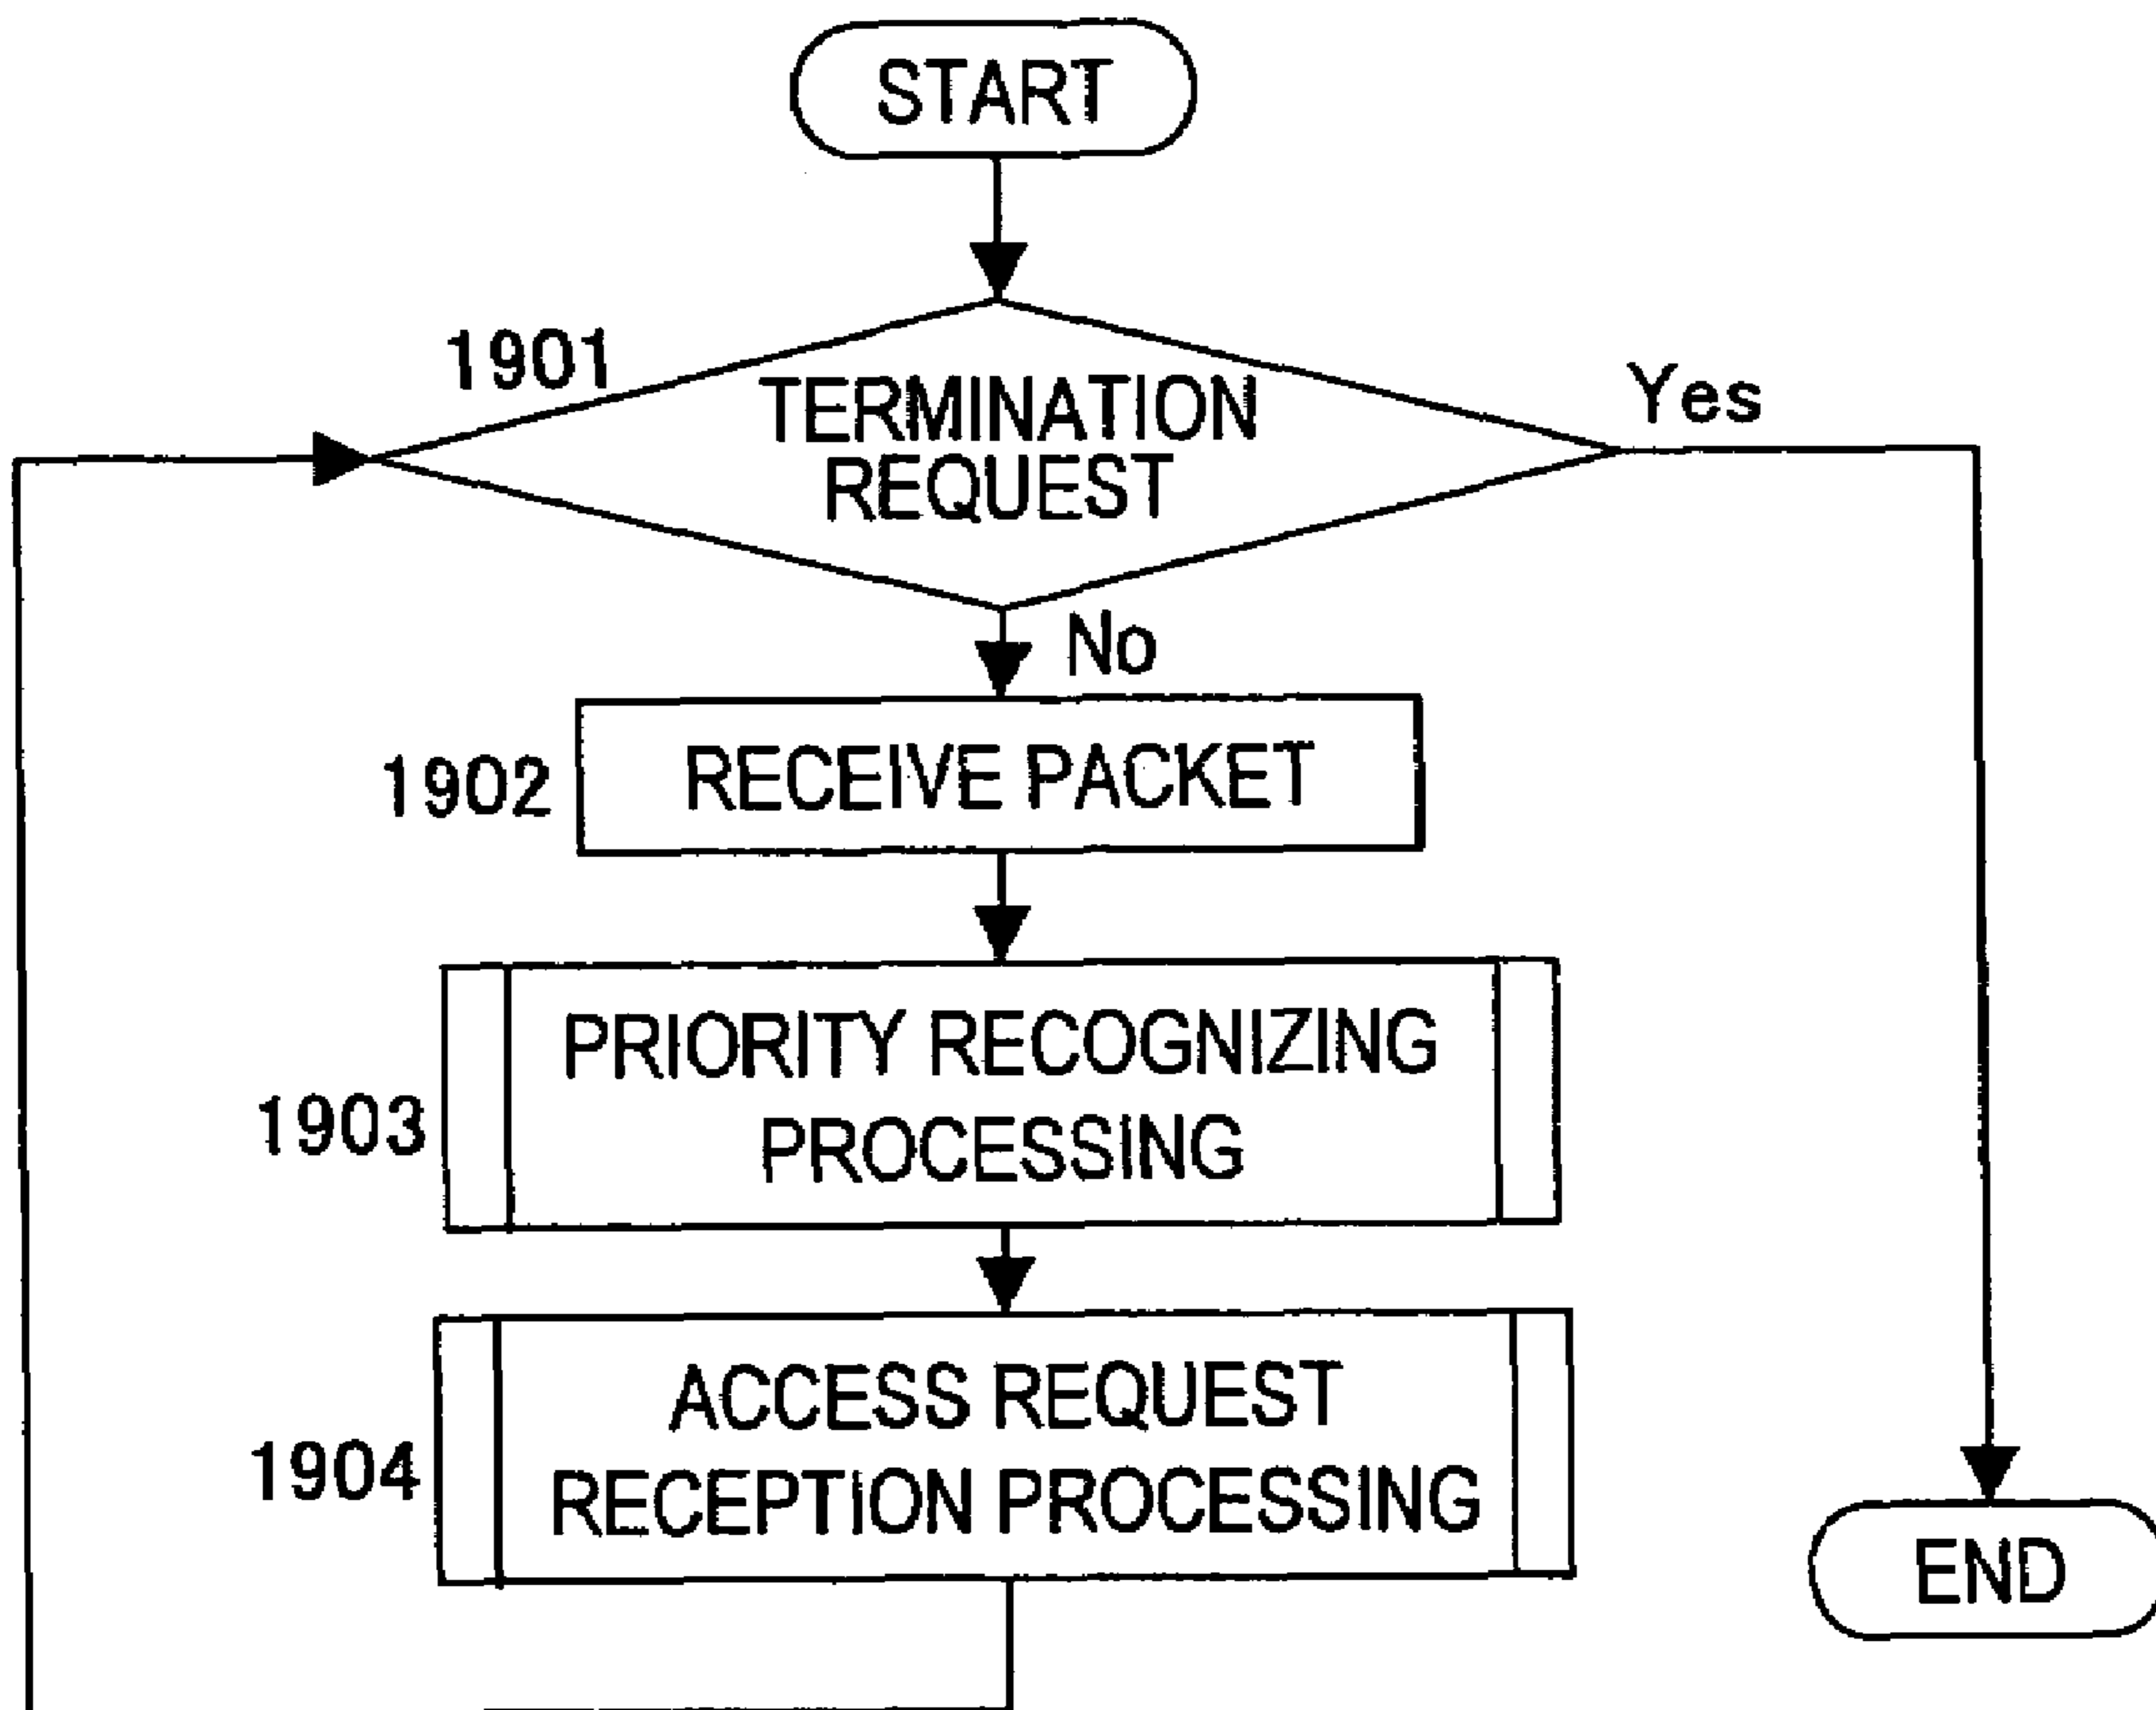 START
1901
TERMINATION
REQUEST
Yes
No
1902
RECEIVE PACKET
1903
PRIORITY RECOGNIZING
PROCESSING
1904
ACCESS REQUEST
RECEPTION PROCESSING
END